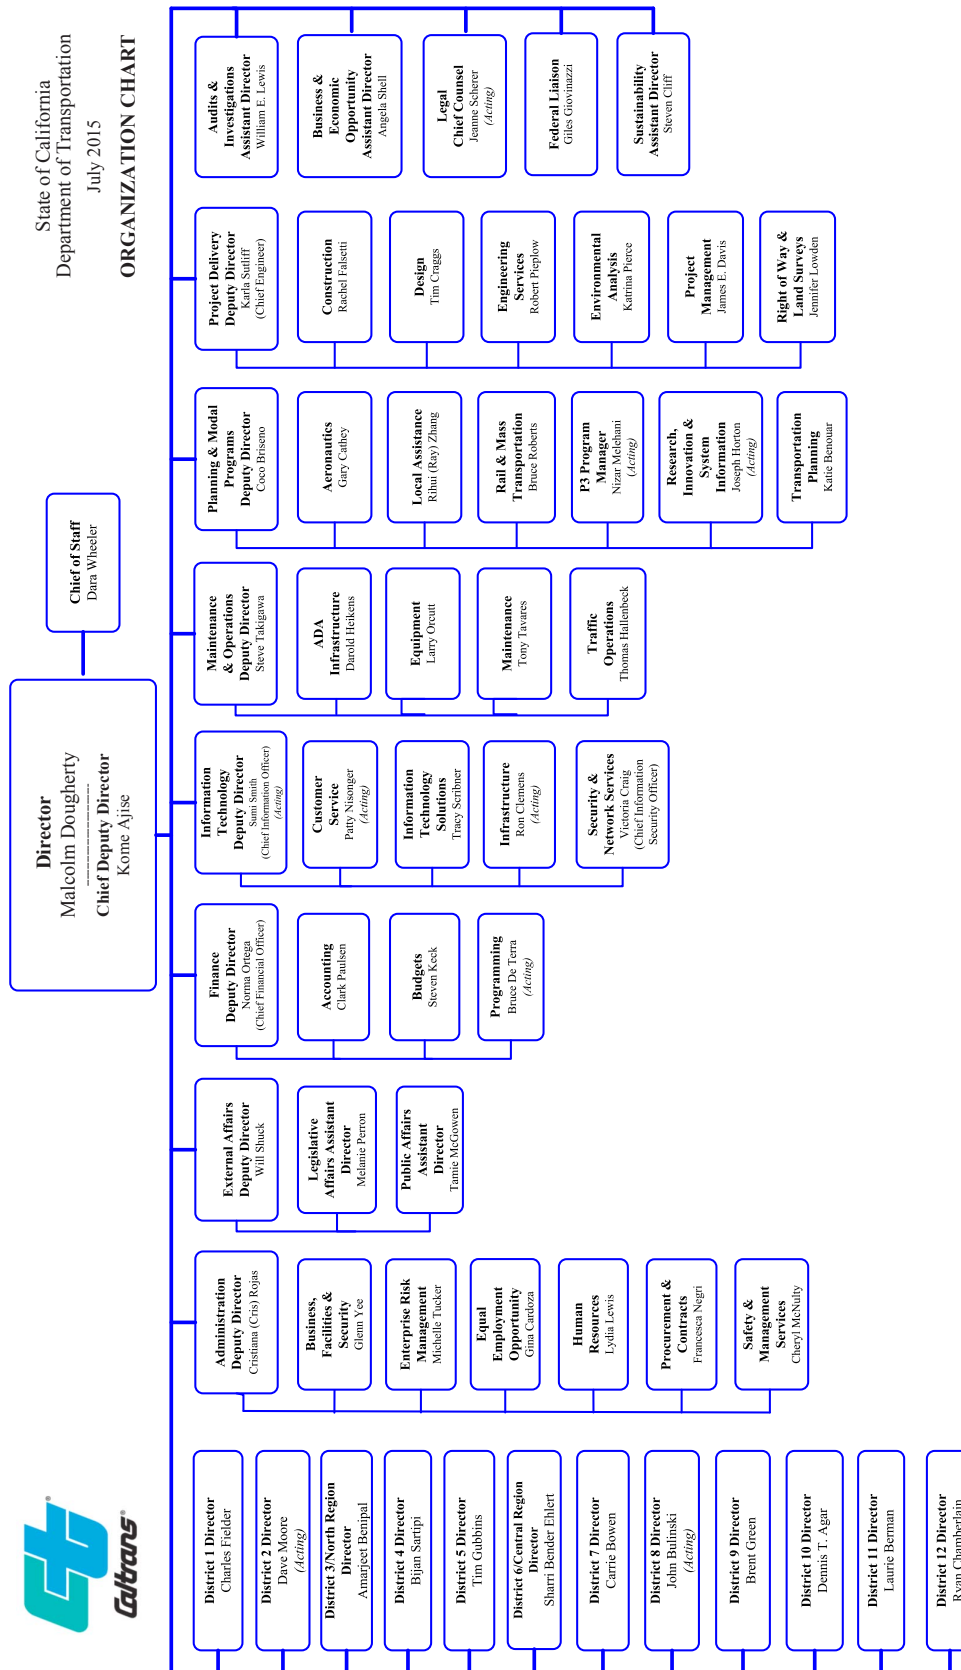 State of California
Department of Transportation
July 2015
ORGANIZATION CHART
Caltrans
Director
Malcolm Dougherty
Chief Deputy Director
Kome Ajise
Chief of Staff
Dara Wheeler
District 1 Director
Charles Fielder
District 2 Director
Dave Moore
(Acting)
District 3/North Region
Director
Amarjeet Benipal
District 4 Director
Bijan Sartipi
District 5 Director
Tim Gubbins
District 6/Central Region
Director
Sharri Bender Ehlert
District 7 Director
Carrie Bowen
District 8 Director
John Bulinski
(Acting)
District 9 Director
Brent Green
District 10 Director
Dennis T. Agar
District 11 Director
Laurie Berman
District 12 Director
Ryan Chamberlain
Administration
Deputy Director
Cristiana (Cris) Rojas
Business,
Facilities &
Security
Glenn Yee
Enterprise Risk
Management
Michelle Tucker
Equal
Employment
Opportunity
Gina Cardoza
Human
Resources
Lydia Lewis
Procurement &
Contracts
Francesca Negri
Safety &
Management
Services
Cheryl McNulty
External Affairs
Deputy Director
Will Shuck
Legislative
Affairs Assistant
Director
Melanie Perron
Public Affairs
Assistant
Director
Tamie McGowen
Finance
Deputy Director
Norma Ortega
(Chief Financial Officer)
Accounting
Clark Paulsen
Budgets
Steven Keck
Programming
Bruce De Terra
(Acting)
Information
Technology
Deputy Director
Sumi Smith
(Chief Information Officer)
(Acting)
Customer
Service
Patty Nisonger
(Acting)
Information
Technology
Solutions
Tracy Scribner
Infrastructure
Ron Clemens
(Acting)
Security &
Network Services
Victoria Craig
(Chief Information
Security Officer)
Maintenance
& Operations
Deputy Director
Steve Takigawa
ADA
Infrastructure
Darold Heikens
Equipment
Larry Orcutt
Maintenance
Tony Tavares
Traffic
Operations
Thomas Hallenbeck
Planning & Modal
Programs
Deputy Director
Coco Briseno
Aeronautics
Gary Cathey
Local Assistance
Rihui (Ray) Zhang
Rail & Mass
Transportation
Bruce Roberts
P3 Program
Manager
Nizar Melehani
(Acting)
Research,
Innovation &
System
Information
Joseph Horton
(Acting)
Transportation
Planning
Katie Benouar
Project Delivery
Deputy Director
Karla Sutliff
(Chief Engineer)
Construction
Rachel Falsetti
Design
Tim Craggs
Engineering
Services
Robert Pieplow
Environmental
Analysis
Katrina Pierce
Project
Management
James E. Davis
Right of Way &
Land Surveys
Jennifer Lowden
Audits &
Investigations
Assistant Director
William E. Lewis
Business &
Economic
Opportunity
Assistant Director
Angela Shell
Legal
Chief Counsel
Jeanne Scherer
(Acting)
Federal Liaison
Giles Giovinazzi
Sustainability
Assistant Director
Steven Cliff